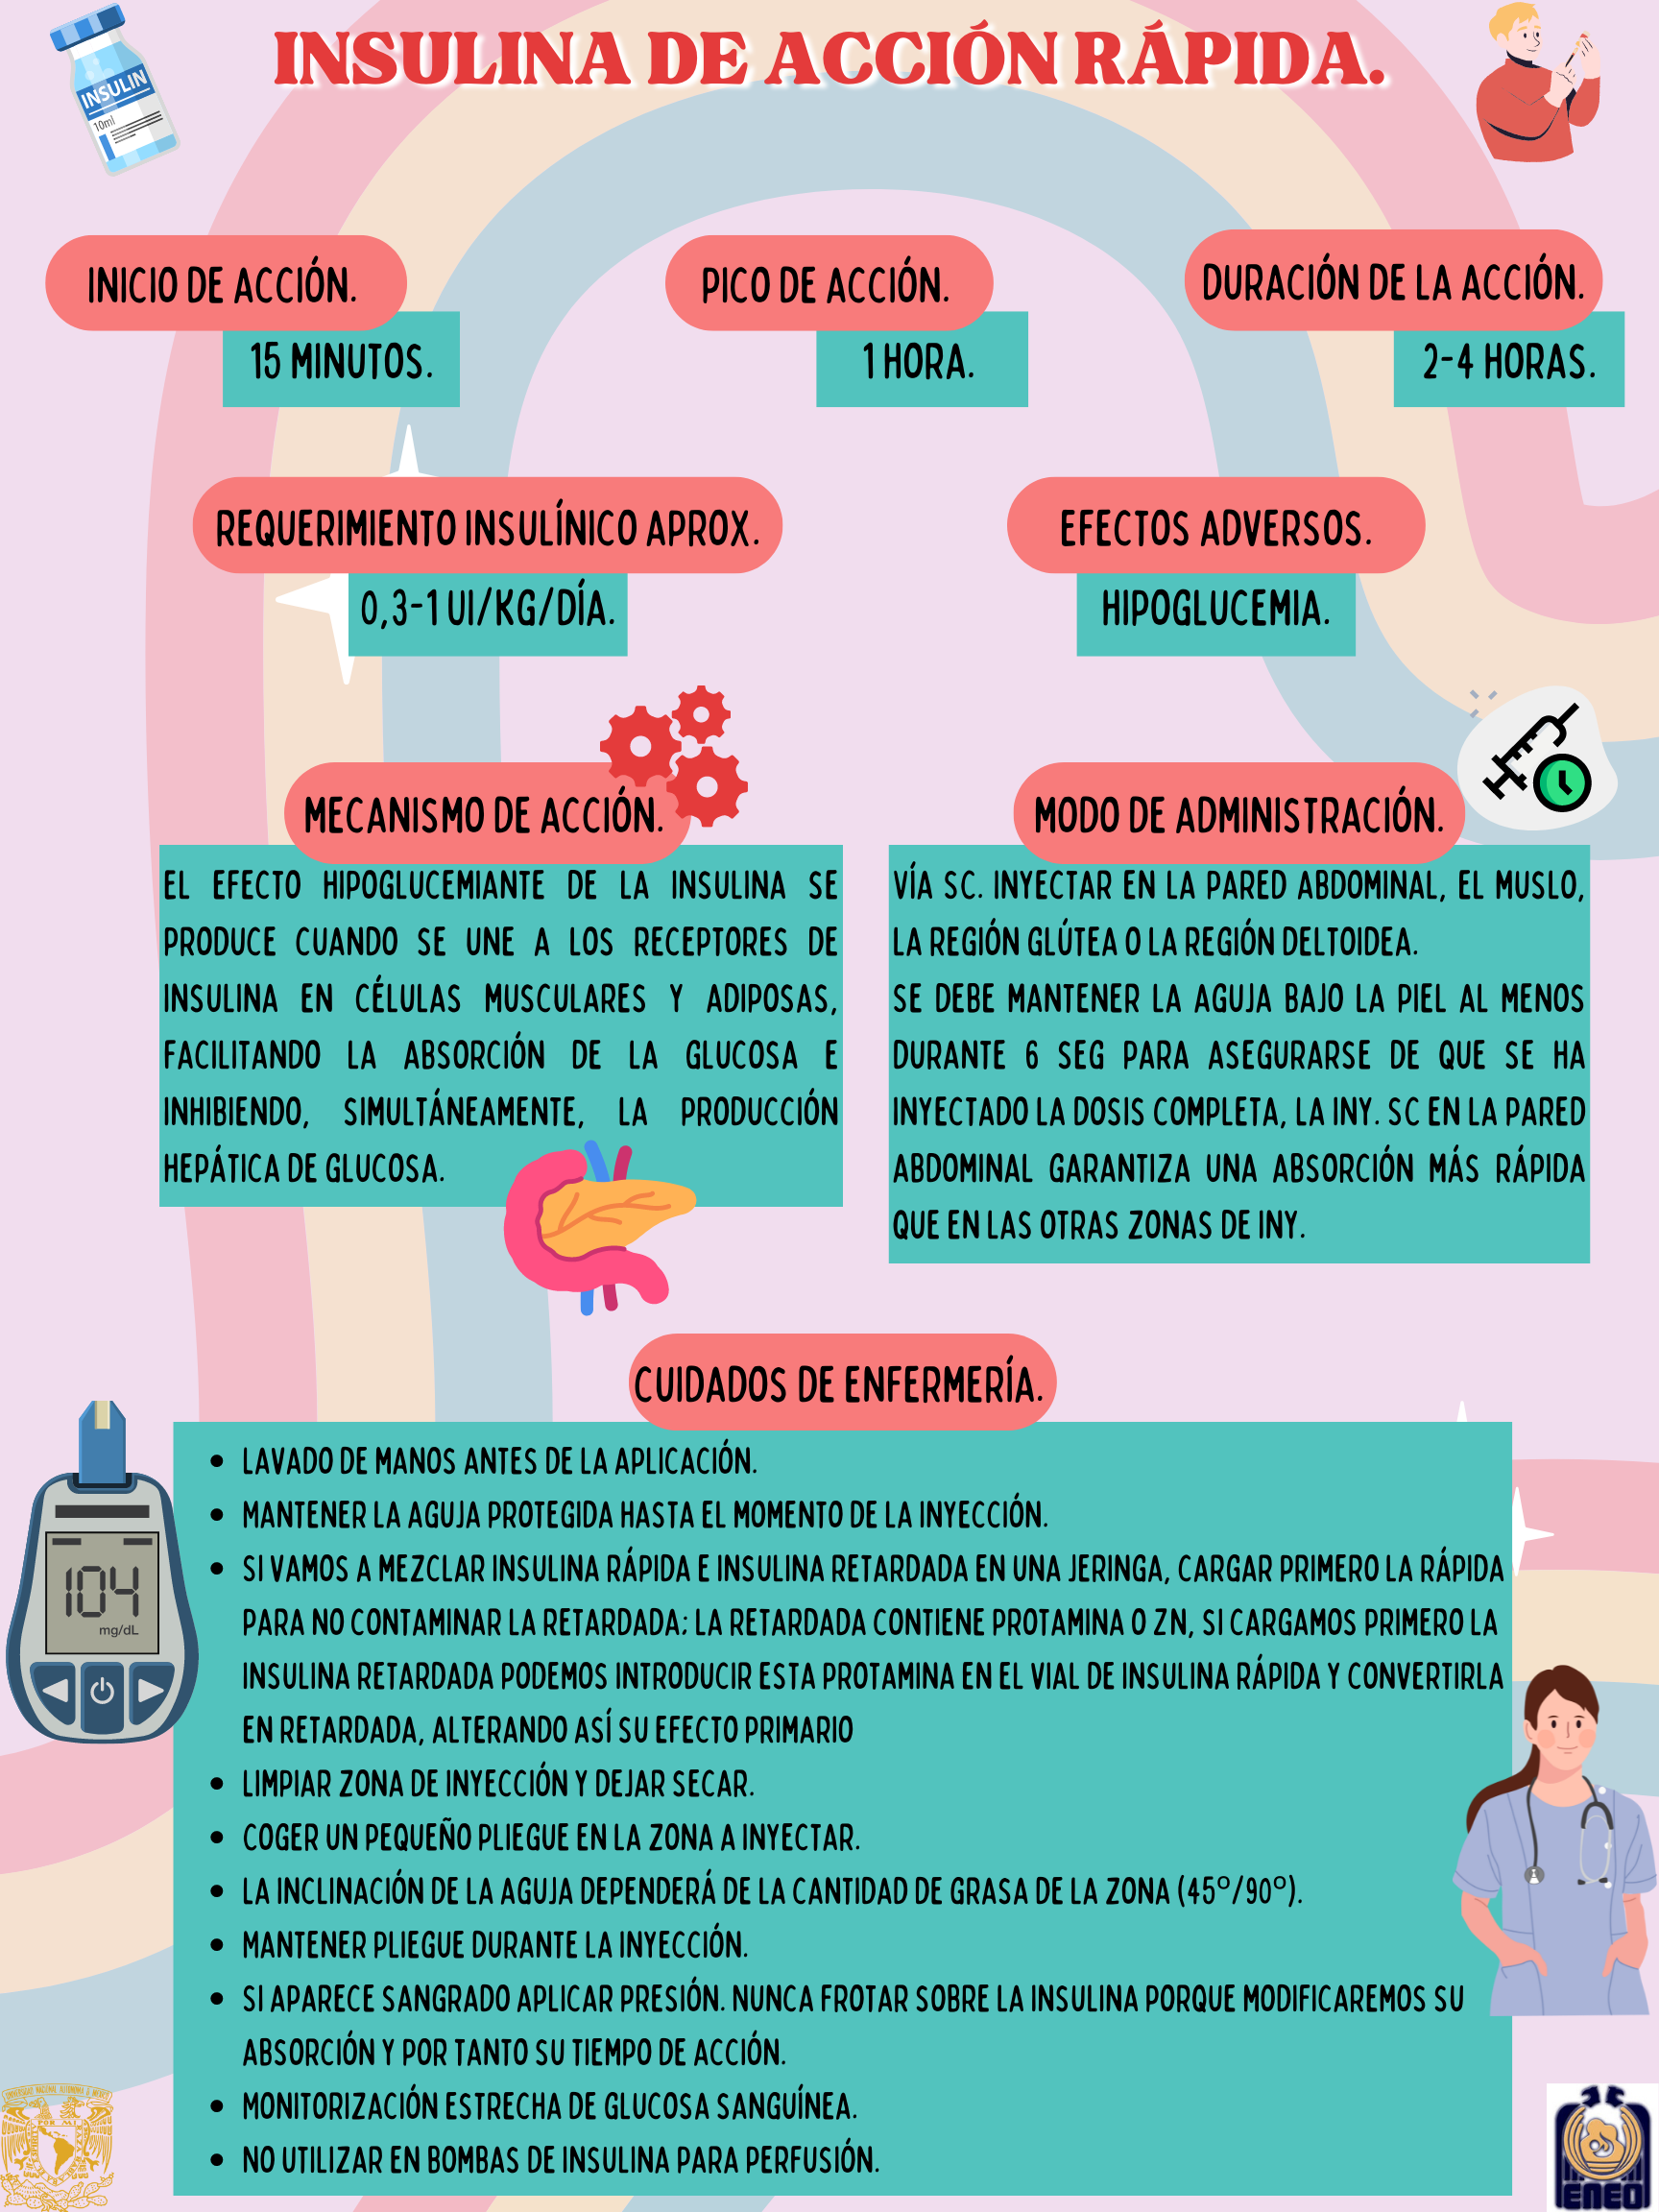 INSULINA DE ACCIÓN RÁPIDA.
INSULIN
10ml
INICIO DE ACCIÓN.
15 MINUTOS.
PICO DE ACCIÓN.
1 HORA.
DURACIÓN DE LA ACCIÓN.
2-4 HORAS.
REQUERIMIENTO INSULÍNICO APROX.
0,3-1 UI/KG/DÍA.
EFECTOS ADVERSOS.
HIPOGLUCEMIA.
MECANISMO DE ACCIÓN.
EL EFECTO HIPOGLUCEMIANTE DE LA INSULINA SE
PRODUCE CUANDO SE UNE A LOS RECEPTORES DE
INSULINA EN CÉLULAS MUSCULARES Y ADIPOSAS,
FACILITANDO LA ABSORCIÓN DE LA GLUCOSA E
INHIBIENDO, SIMULTÁNEAMENTE, LA PRODUCCIÓN
HEPÁTICA DE GLUCOSA.
MODO DE ADMINISTRACIÓN.
VÍA SC. INYECTAR EN LA PARED ABDOMINAL, EL MUSLO,
LA REGIÓN GLÚTEA O LA REGIÓN DELTOIDEA.
SE DEBE MANTENER LA AGUJA BAJO LA PIEL AL MENOS
DURANTE 6 SEG PARA ASEGURARSE DE QUE SE HA
INYECTADO LA DOSIS COMPLETA, LA INY. SC EN LA PARED
ABDOMINAL GARANTIZA UNA ABSORCIÓN MÁS RÁPIDA
QUE EN LAS OTRAS ZONAS DE INY.
CUIDADOS DE ENFERMERÍA.
• LAVADO DE MANOS ANTES DE LA APLICACIÓN.
• MANTENER LA AGUJA PROTEGIDA HASTA EL MOMENTO DE LA INYECCIÓN.
• SI VAMOS A MEZCLAR INSULINA RÁPIDA E INSULINA RETARDADA EN UNA JERINGA, CARGAR PRIMERO LA RÁPIDA
PARA NO CONTAMINAR LA RETARDADA; LA RETARDADA CONTIENE PROTAMINA O ZN, SI CARGAMOS PRIMERO LA
INSULINA RETARDADA PODEMOS INTRODUCIR ESTA PROTAMINA EN EL VIAL DE INSULINA RÁPIDA Y CONVERTIRLA
EN RETARDADA, ALTERANDO ASÍ SU EFECTO PRIMARIO
• LIMPIAR ZONA DE INYECCIÓN Y DEJAR SECAR.
• COGER UN PEQUEÑO PLIEGUE EN LA ZONA A INYECTAR.
• LA INCLINACIÓN DE LA AGUJA DEPENDERÁ DE LA CANTIDAD DE GRASA DE LA ZONA (45º/90º).
• MANTENER PLIEGUE DURANTE LA INYECCIÓN.
• SI APARECE SANGRADO APLICAR PRESIÓN. NUNCA FROTAR SOBRE LA INSULINA PORQUE MODIFICAREMOS SU
ABSORCIÓN Y POR TANTO SU TIEMPO DE ACCIÓN.
• MONITORIZACIÓN ESTRECHA DE GLUCOSA SANGUÍNEA.
• NO UTILIZAR EN BOMBAS DE INSULINA PARA PERFUSIÓN.
104
mg/dL
ENEO